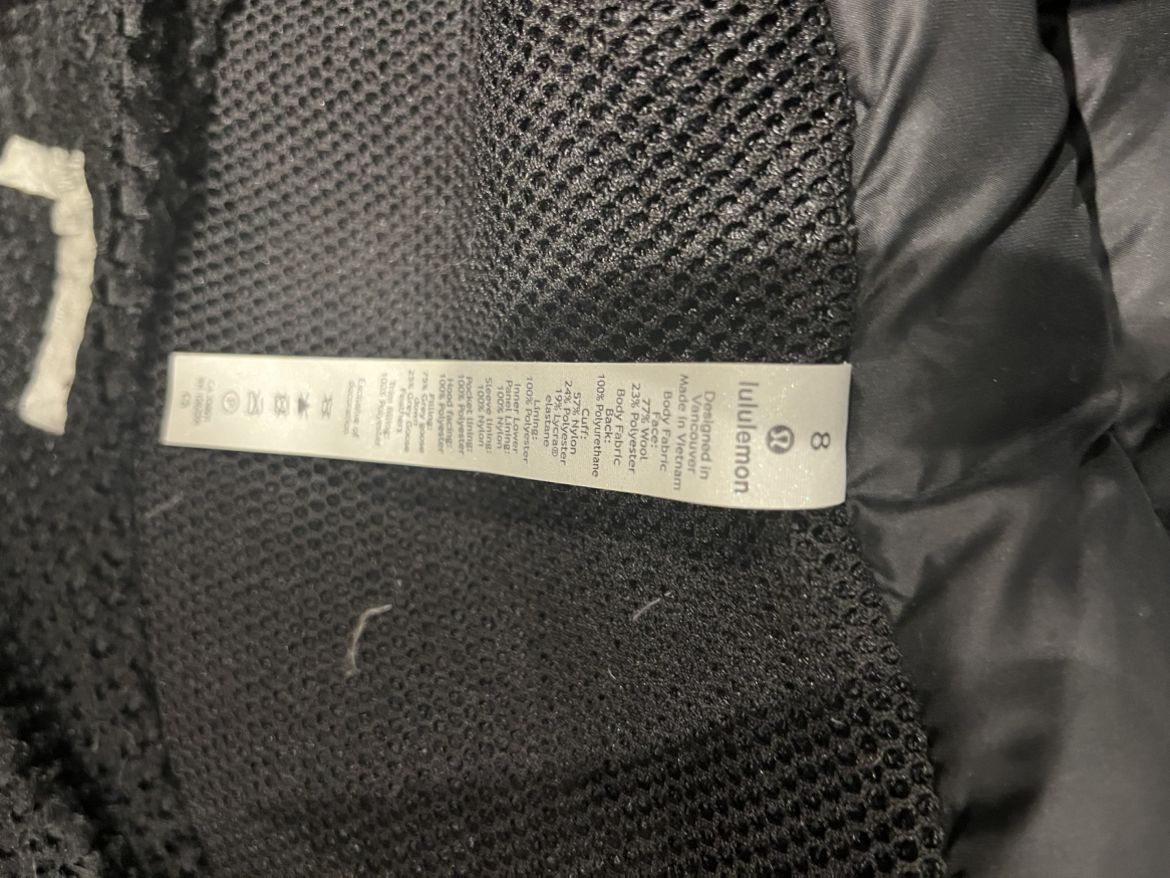 8
lululemon
Designed in
Vancouver
Made in Vietnam
Body Fabric
Face:
77% Wool
23% Polyester
Body Fabric
Back:
100% Polyurethane
Cuff:
57% Nylon
24% Polyester
19% Lycra®
elastane
Lining:
100% Polyester
Inner Lower
Panel Lining:
100% Nylon
Sleeve Lining:
100% Nylon
Pocket Linings:
100% Polyester
Hood Facing:
100% Polyester
Filling:
75% Grey goose
down
25% Grey Goose
Feathers
Trim Filling:
100% Polyester
Exclusive of
decoration